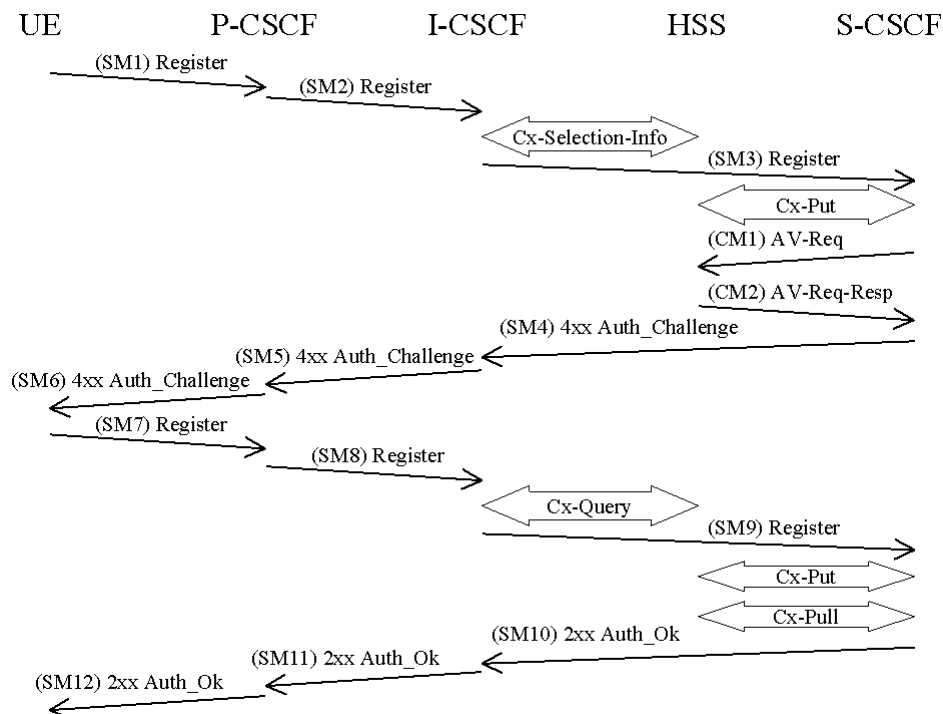 UE P-CSCF I-CSCF HSS S-CSCF
(SM1) Register
(SM2) Register
Cx-Selection-Info
(SM3) Register
Cx-Put
(CM1) AV-Req
(CM2) AV-Req-Resp
(SM4) 4xx Auth_Challenge
(SM5) 4xx Auth_Challenge
(SM6) 4xx Auth_Challenge
(SM7) Register
(SM8) Register
Cx-Query
(SM9) Register
Cx-Put
Cx-Pull
(SM10) 2xx Auth_Ok
(SM11) 2xx Auth_Ok
(SM12) 2xx Auth_Ok